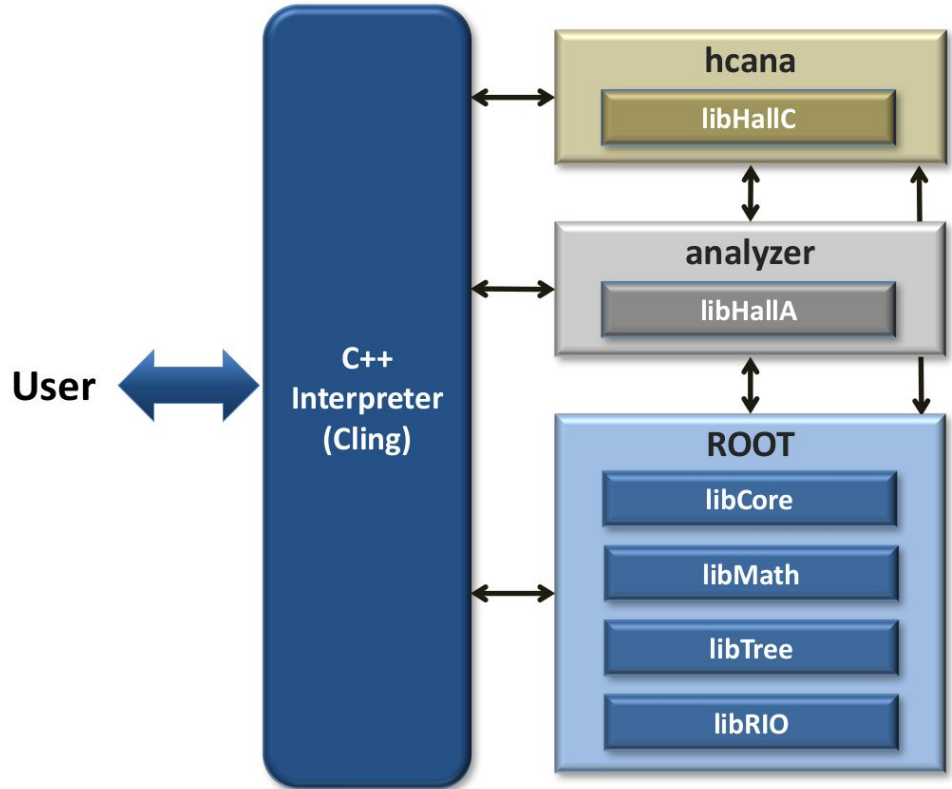 User
C++
Interpreter
(Cling)
hcana
libHallC
analyzer
libHallA
ROOT
libCore
libMath
libTree
libRIO